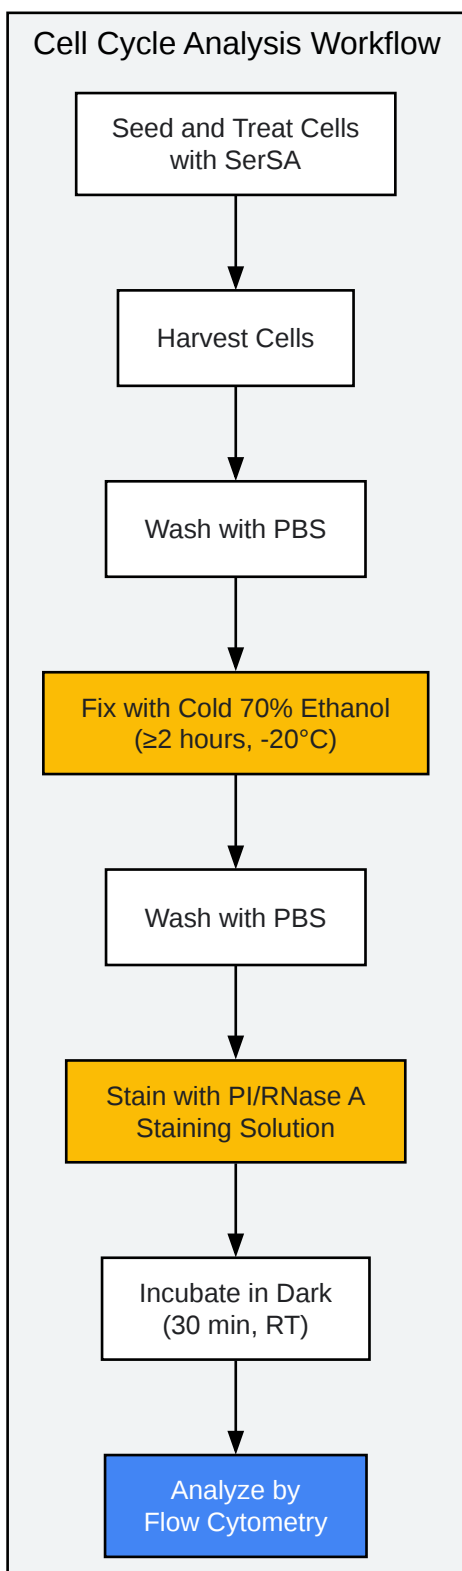 Cell Cycle Analysis Workflow
Seed and Treat Cells
with SerSA
Harvest Cells
Wash with PBS
Fix with Cold 70% Ethanol
(≥2 hours, -20°C)
Wash with PBS
Stain with PI/RNase A
Staining Solution
Incubate in Dark
(30 min, RT)
Analyze by
Flow Cytometry